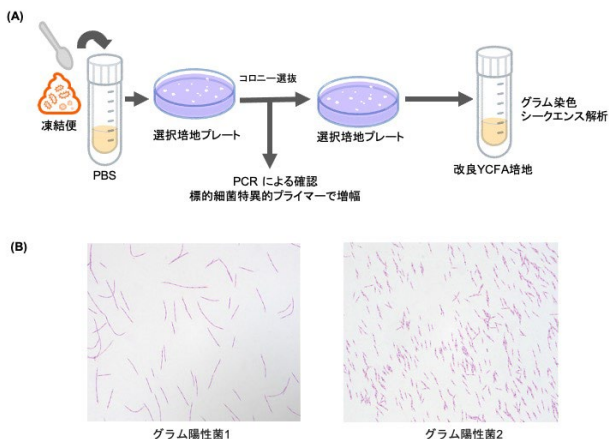 (A)
コロニー選抜
凍結便
PBS
選択培地プレート
選択培地プレート
グラム染色
シークエンス解析
改良YCFA培地
PCR による確認
標的細菌特異的プライマーで増幅
(B)
グラム陽性菌1
グラム陽性菌2